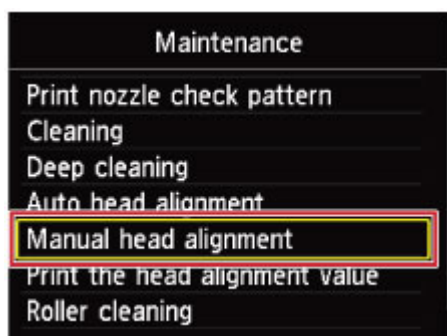 Maintenance
Print nozzle check pattern
Cleaning
Deep cleaning
Auto head alignment
Manual head alignment
Print the head alignment value
Roller cleaning